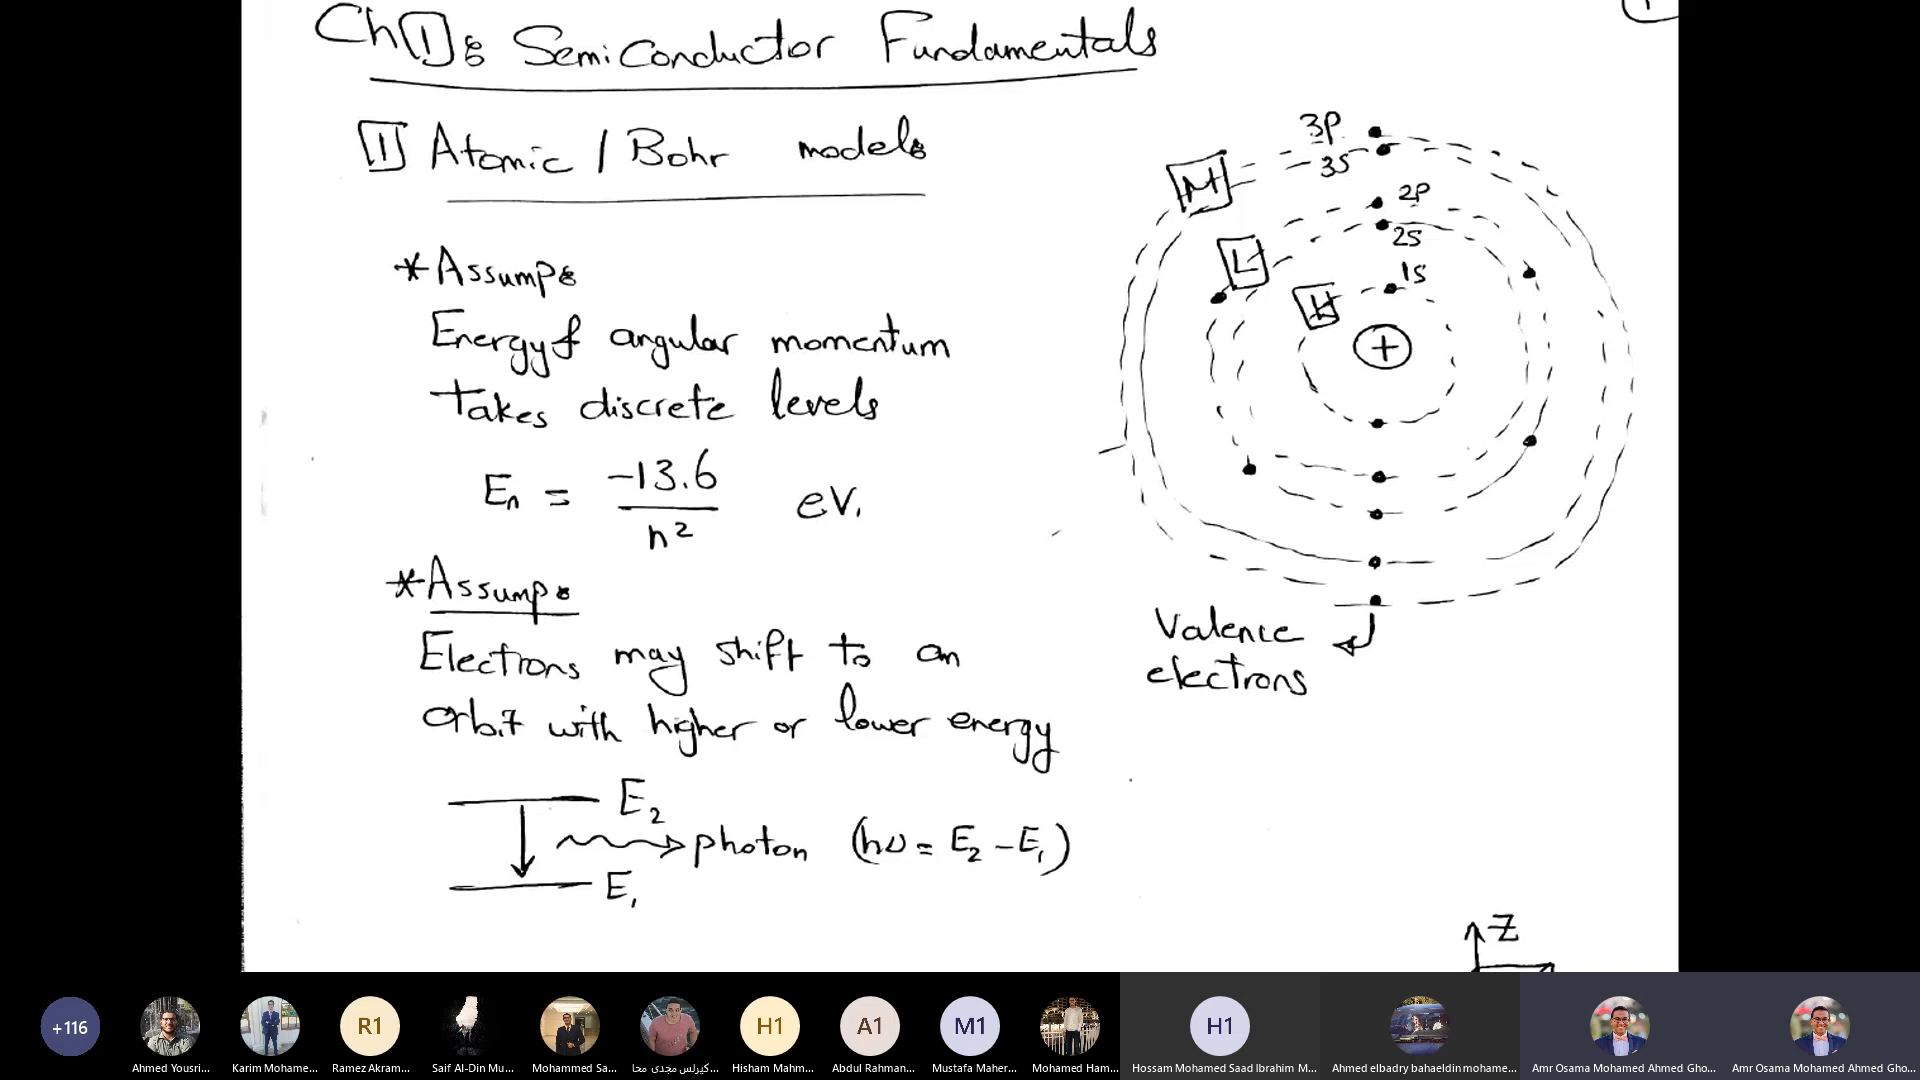 Ch 1: Semiconductor Fundamentals
1 Atomic / Bohr models
* Assump:
Energy & angular momentum
takes discrete levels
En = -13.6 / n² eV.
* Assump:
Electrons may shift to an
orbit with higher or lower energy
E2
photon (hυ = E2 - E1)
E1
3P
3S
M
2P
2S
L
1S
K
+
Valence
electrons
Z
+116
Ahmed Yousri...
Karim Mohame...
R1
Ramez Akram...
Saif Al-Din Mu...
Mohammed Sa...
كيرلس مجدى محا...
H1
Hisham Mahm...
A1
Abdul Rahman...
M1
Mustafa Maher...
Mohamed Ham...
H1
Hossam Mohamed Saad Ibrahim M...
Ahmed elbadry bahaeldin mohame...
Amr Osama Mohamed Ahmed Gho...
Amr Osama Mohamed Ahmed Gho...